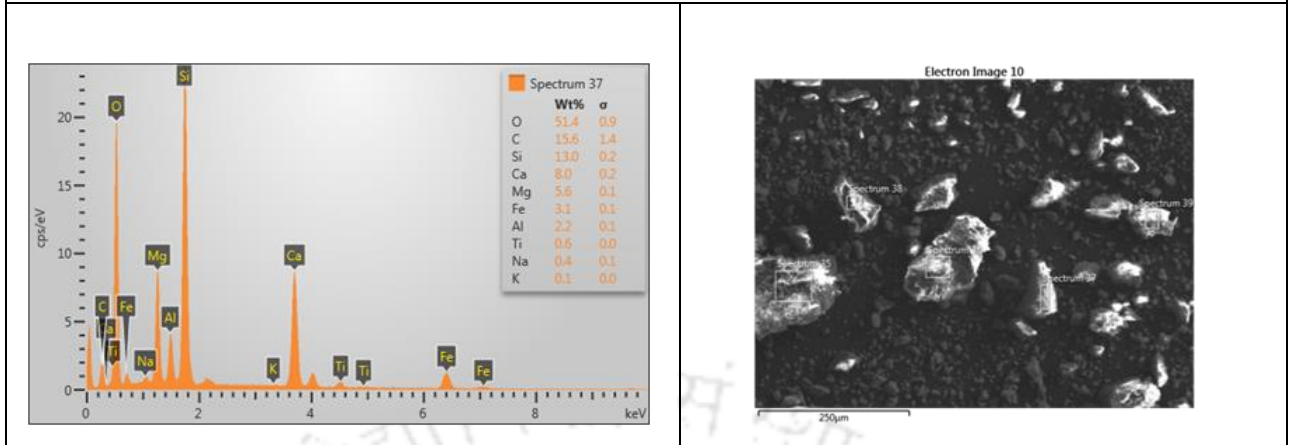 Spectrum 37
Wt% σ
O 51.4 0.9
C 15.6 1.4
Si 13.0 0.2
Ca 8.0 0.2
Mg 5.6 0.1
Fe 3.1 0.1
Al 2.2 0.1
Ti 0.6 0.0
Na 0.4 0.1
K 0.1 0.0
cps/eV
20
15
10
5
0
Si
O
Mg
Ca
C
Fe
Al
Ti
Na
K
Ti
Ti
Fe
Fe
0 2 4 6 8 keV
Electron Image 10
Spectrum 38
Spectrum 39
250µm